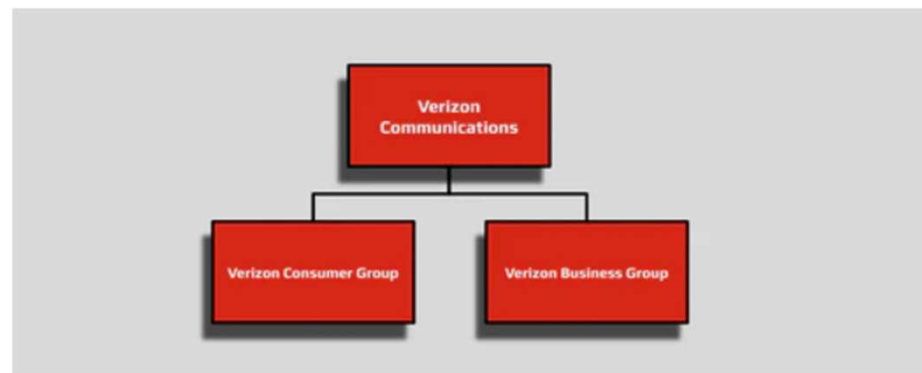 Verizon
Communications
Verizon Consumer Group
Verizon Business Group